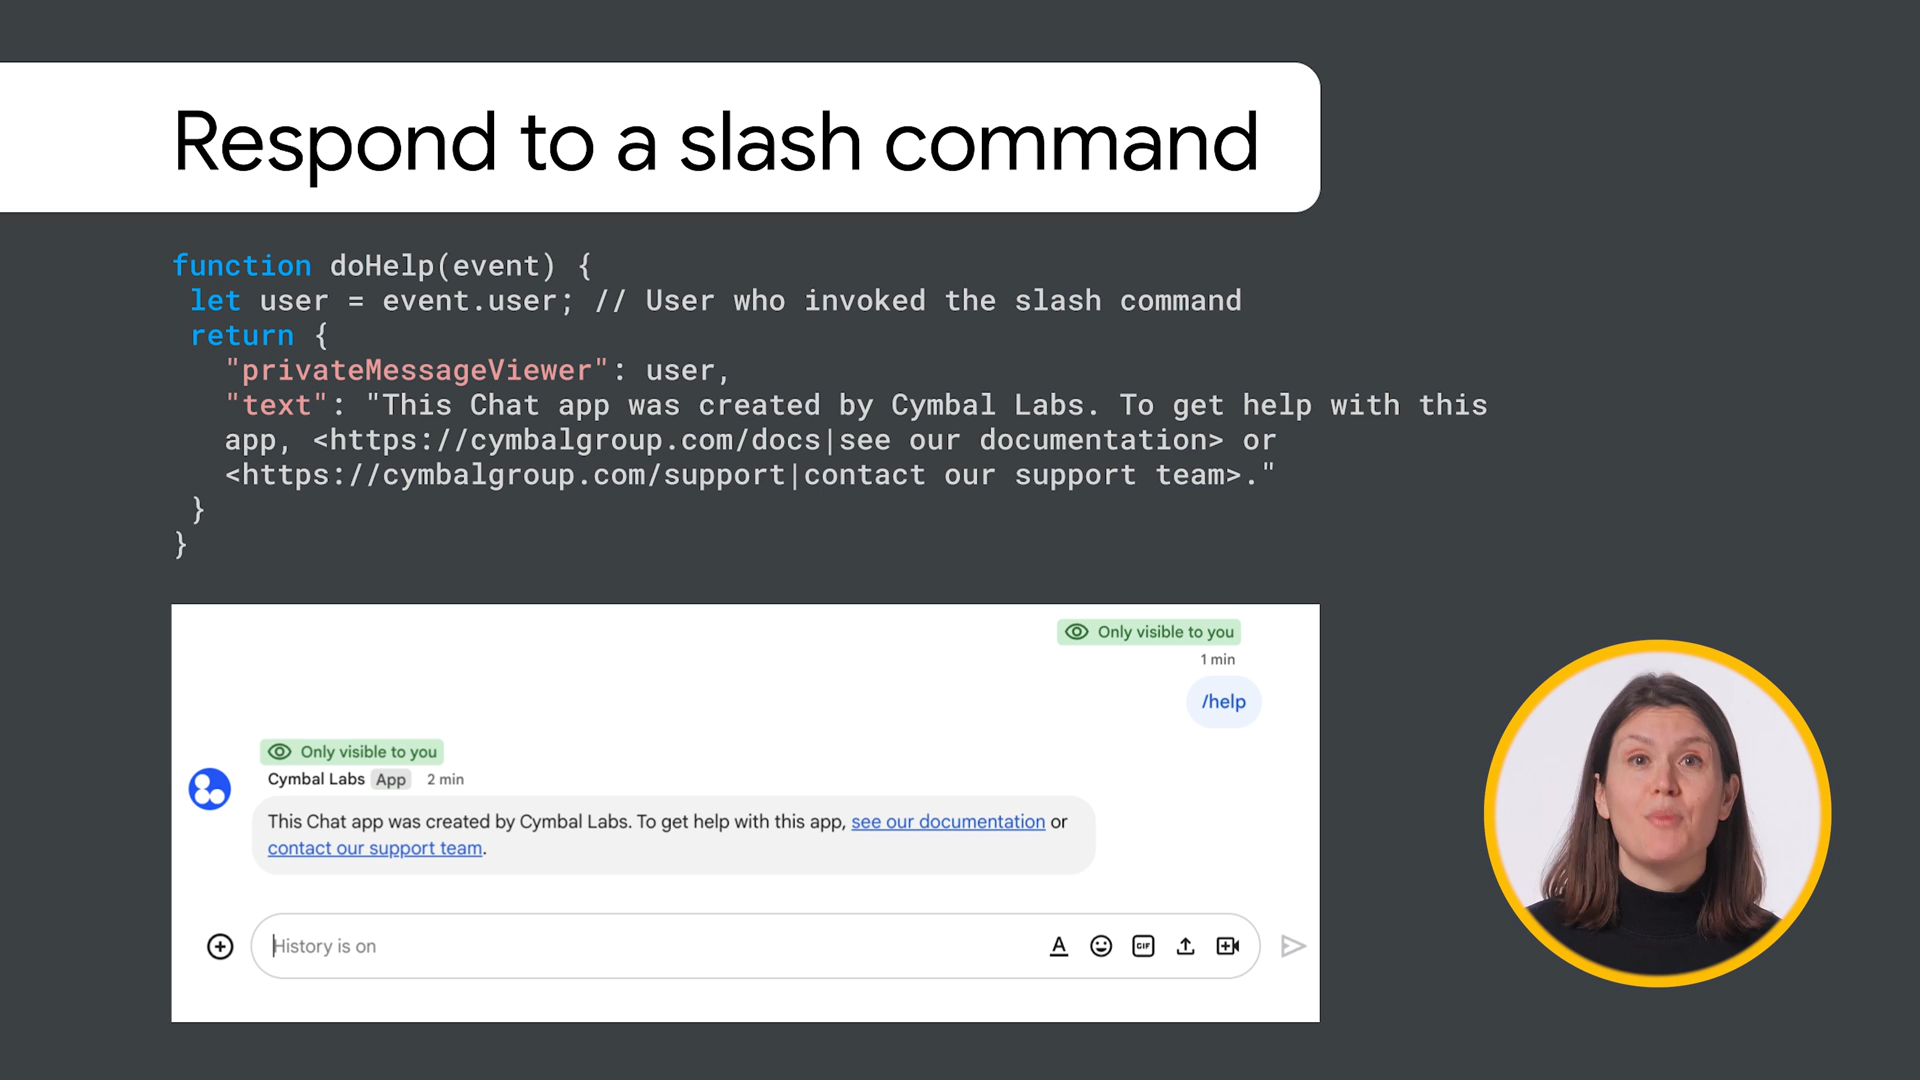 Respond to a slash command
function doHelp(event) {
let user = event.user; // User who invoked the slash command
return {
"privateMessageViewer": user,
"text": "This Chat app was created by Cymbal Labs. To get help with this
app, <https://cymbalgroup.com/docs|see our documentation> or
<https://cymbalgroup.com/support|contact our support team>."
}
}
Only visible to you
1 min
/help
Only visible to you
Cymbal Labs App 2 min
This Chat app was created by Cymbal Labs. To get help with this app, see our documentation or
contact our support team.
History is on
A
GIF